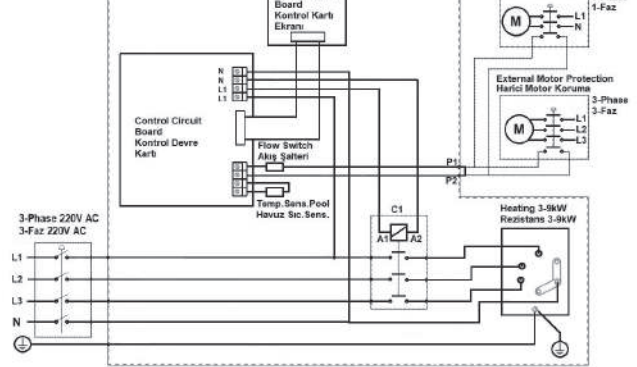 Board
Kontrol Kartı
Ekranı
M
L1
N
1-Faz
External Motor Protection
Harici Motor Koruma
3-Phase
3-Faz
M
L1
L2
L3
N
N
L1
L1
Control Circuit
Board
Kontrol Devre
Kartı
Flow Switch
Akış Şalteri
P1
P2
Temp.Sens.Pool
Havuz Sıc.Sens.
C1
A1
A2
Heating 3-9kW
Rezistans 3-9kW
3-Phase 220V AC
3-Faz 220V AC
L1
L2
L3
N